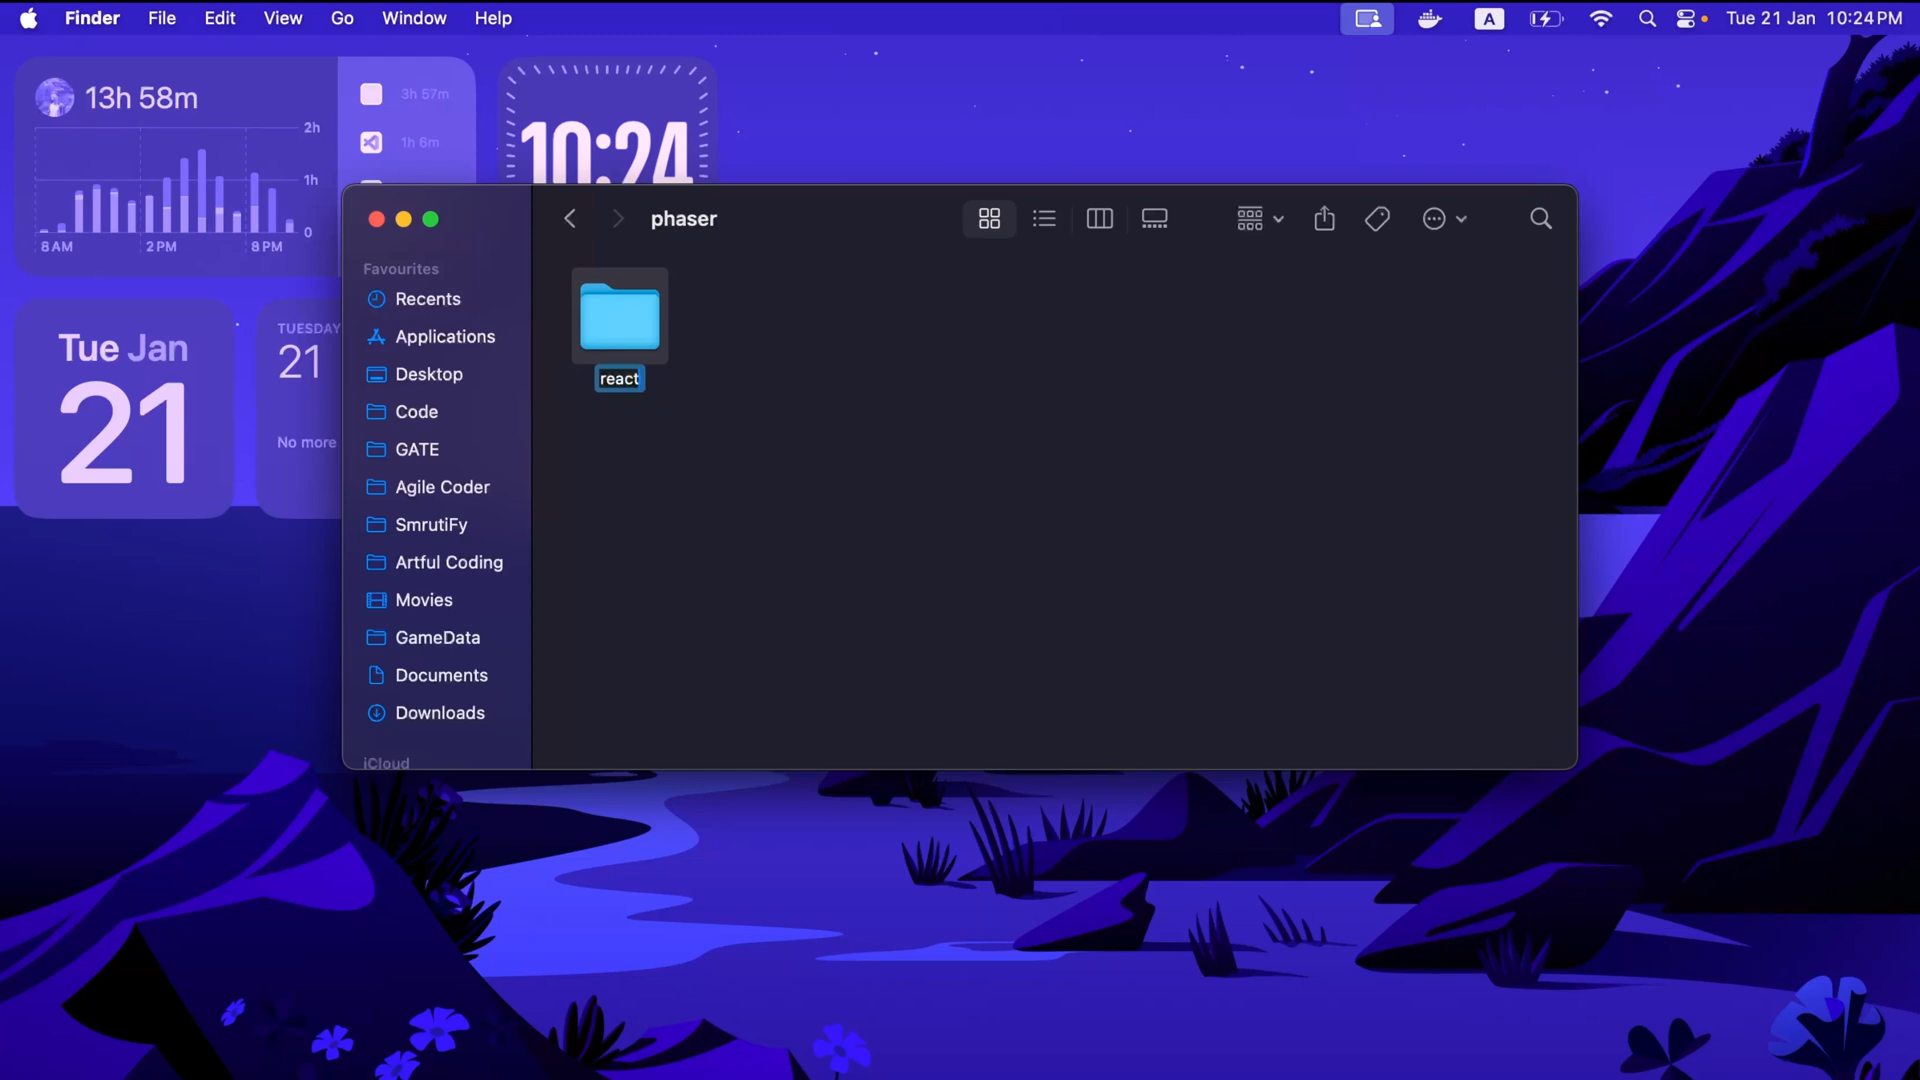 Finder File Edit View Go Window Help
A
Tue 21 Jan 10:24 PM
13h 58m
2h
1h
0
8 AM 2 PM 8 PM
3h 57m
1h 6m
10:24
Tue Jan
21
TUESDAY
21
No more
phaser
Favourites
Recents
Applications
Desktop
Code
GATE
Agile Coder
SmrutiFy
Artful Coding
Movies
GameData
Documents
Downloads
iCloud
react